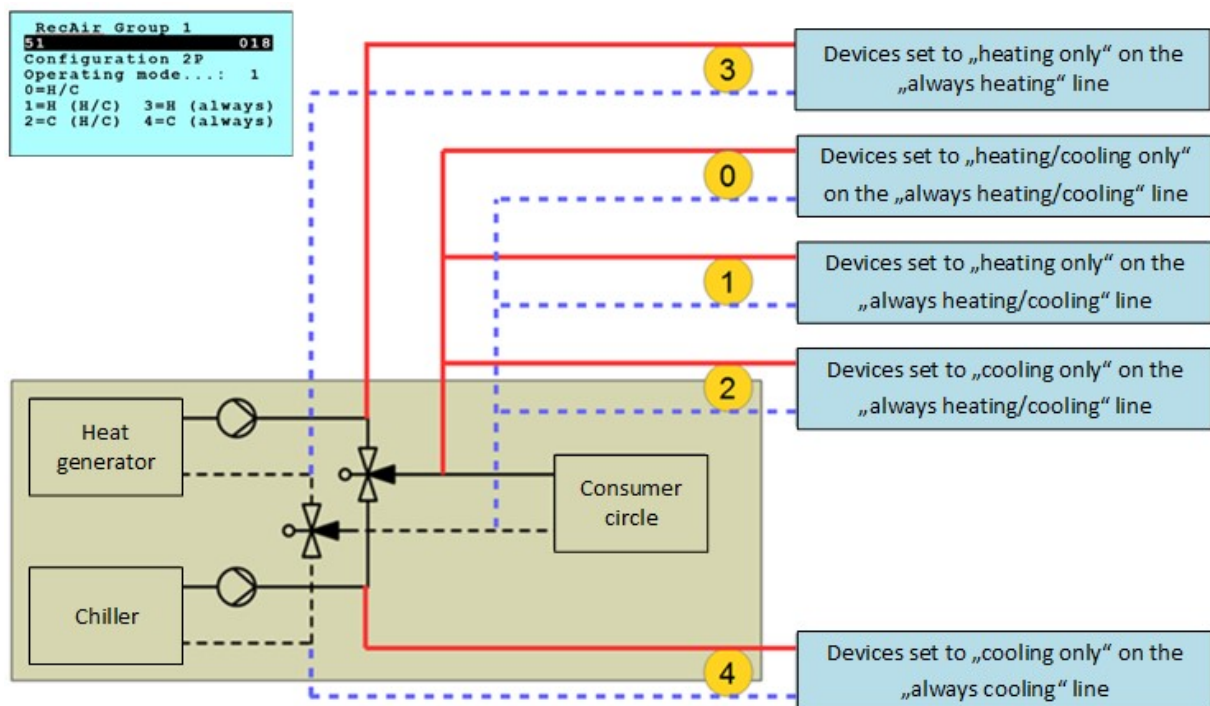 RecAir Group 1
51 018
Configuration 2P
Operating mode...: 1
0=H/C
1=H (H/C) 3=H (always)
2=C (H/C) 4=C (always)
3
Devices set to „heating only“ on the
„always heating“ line
0
Devices set to „heating/cooling only“
on the „always heating/cooling“ line
1
Devices set to „heating only“ on the
„always heating/cooling“ line
2
Devices set to „cooling only“ on the
„always heating/cooling“ line
Heat
generator
Consumer
circle
Chiller
4
Devices set to „cooling only“ on the
„always cooling“ line